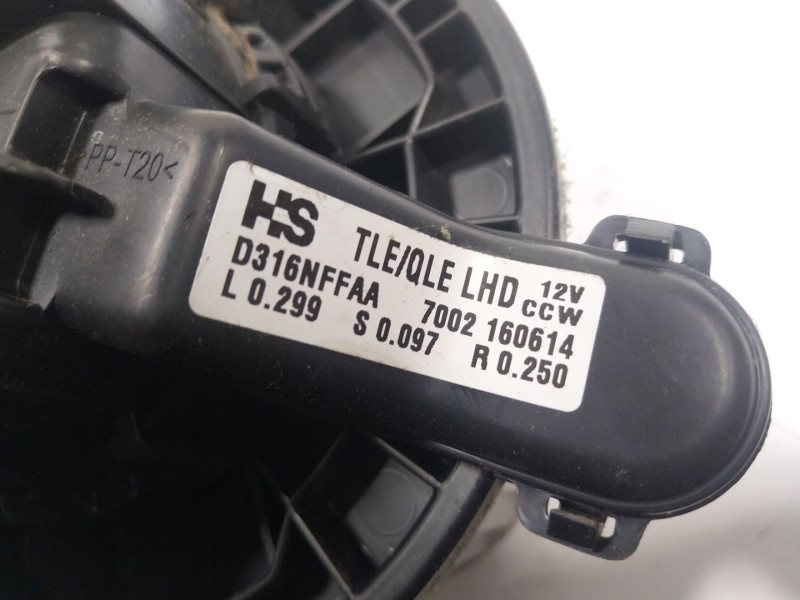 >PP-T20<
HS
TLE/QLE LHD 12V CCW
D316NFFAA 7002 160614
L 0.299 S 0.097 R 0.250